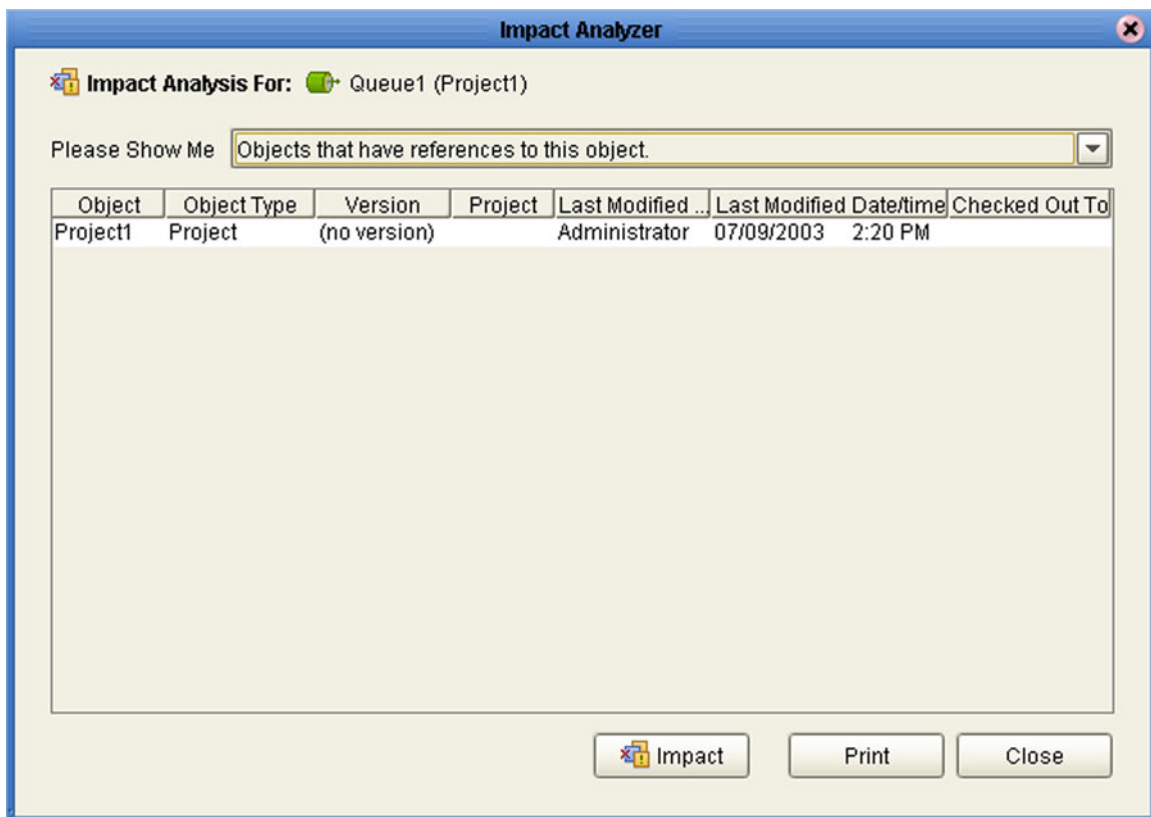 Impact Analyzer
Impact Analysis For: Queue1 (Project1)
Please Show Me Objects that have references to this object.
Object Object Type Version Project Last Modified ... Last Modified Date/time Checked Out To
Project1 Project (no version) Administrator 07/09/2003 2:20 PM
Impact Print Close